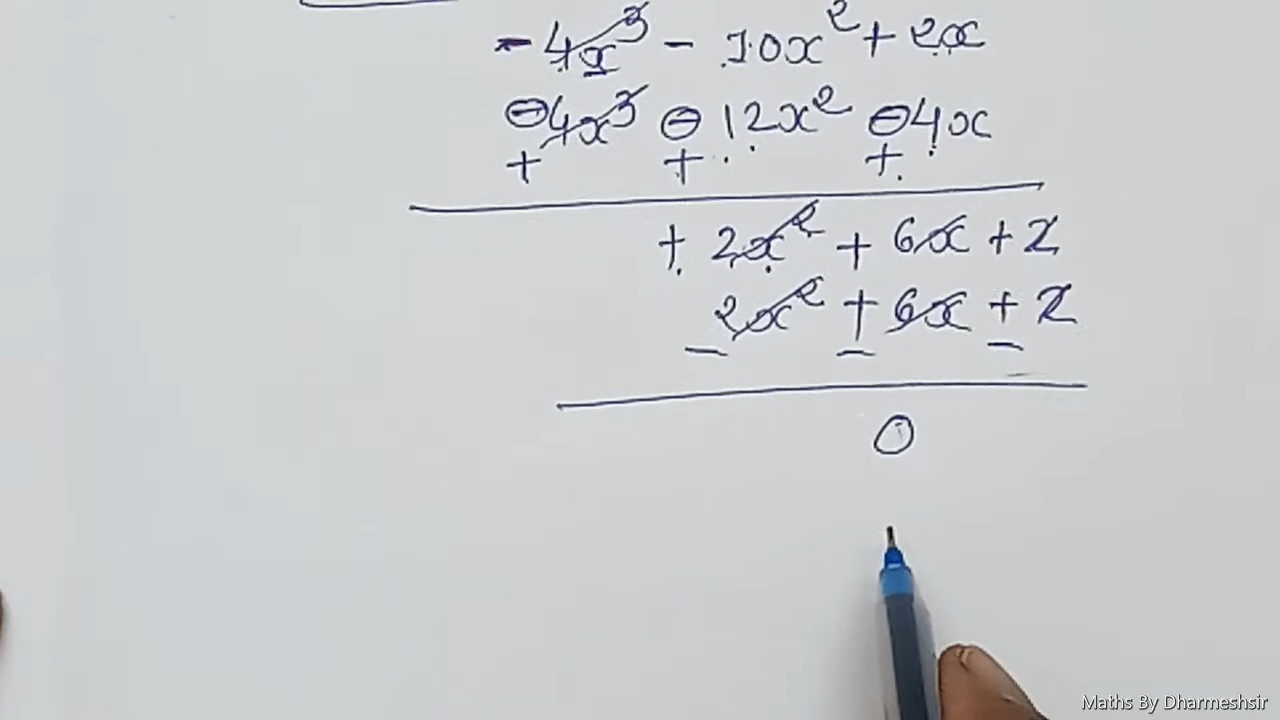 - 4x³ - 10x² + 2x
⊖4x³ ⊖ 12x² ⊖4x
+ + +
+ 2x² + 6x + 2
2x² + 6x + 2
- - -
0
Maths By Dharmeshsir